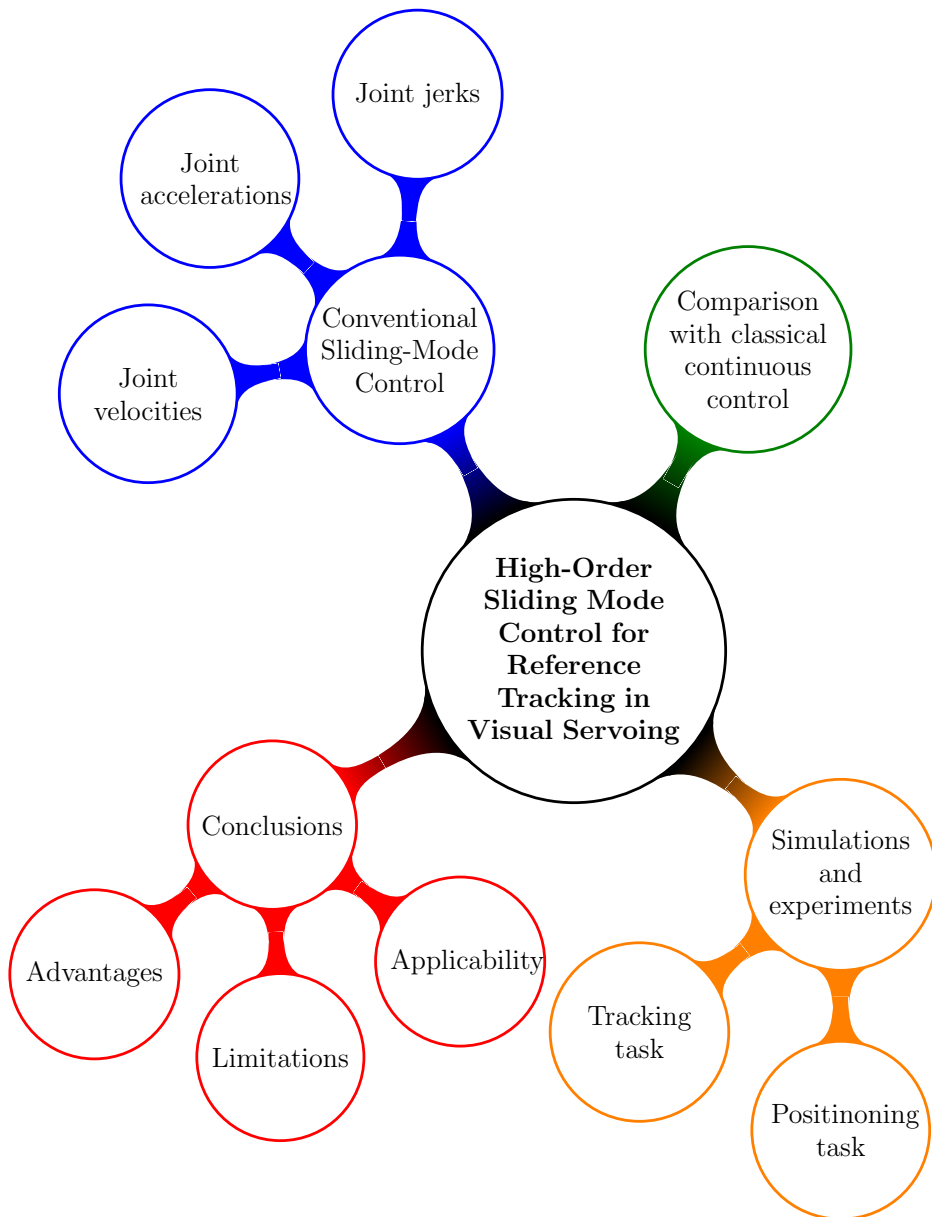 Joint jerks
Joint
accelerations
Joint
velocities
Conventional
Sliding-Mode
Control
Comparison
with classical
continuous
control
High-Order
Sliding Mode
Control for
Reference
Tracking in
Visual Servoing
Conclusions
Advantages
Limitations
Applicability
Simulations
and
experiments
Tracking
task
Positinoning
task